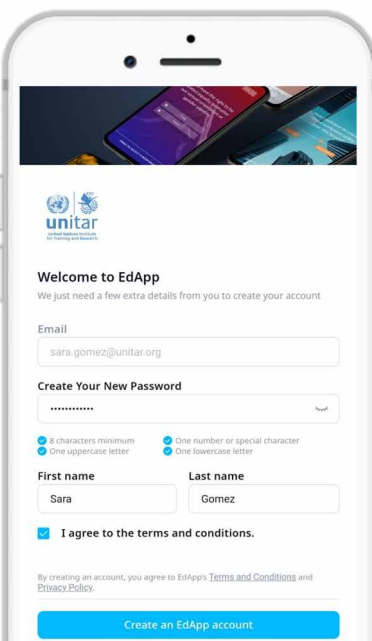 unitar
United Nations Institute
for Training and Research
Welcome to EdApp
We just need a few extra details from you to create your account
Email
sara.gomez@unitar.org
Create Your New Password
••••••••••••
8 characters minimum One number or special character
One uppercase letter One lowercase letter
First name Last name
Sara Gomez
I agree to the terms and conditions.
By creating an account, you agree to EdApp's Terms and Conditions and
Privacy Policy.
Create an EdApp account